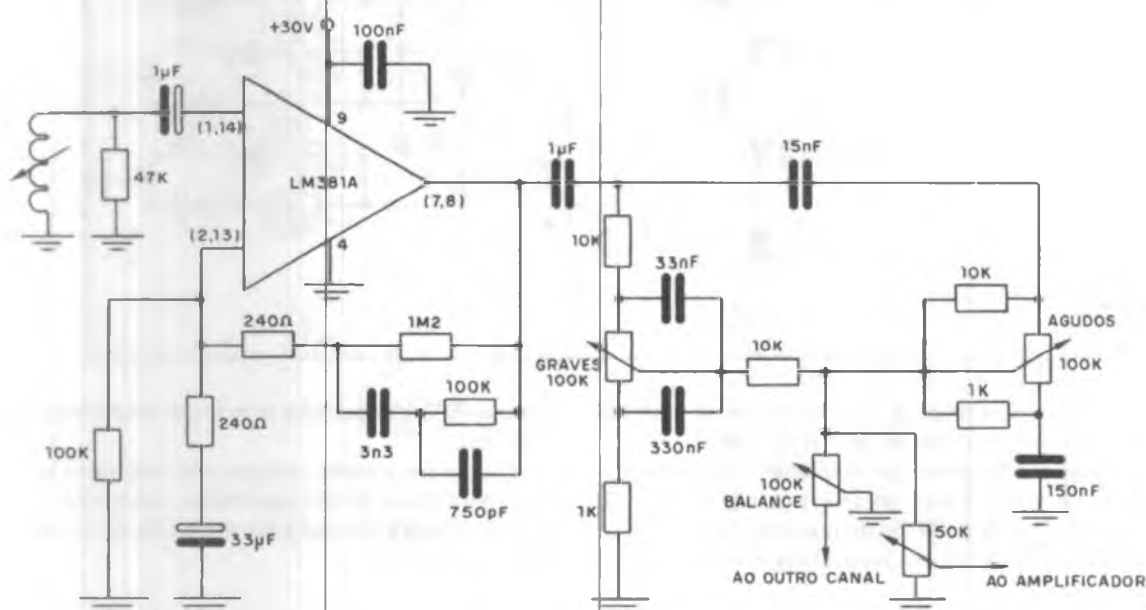 +30V
100nF
1µF
(1,14)
9
47K
LM381A
(7,8)
(2,13)
4
1µF
15nF
10K
33nF
10K
AGUDOS
100K
240Ω
1M2
GRAVES
100K
10K
1K
100K
3n3
750pF
240Ω
100K
330nF
33µF
1K
100K
BALANCE
150nF
50K
AO OUTRO CANAL
AO AMPLIFICADOR